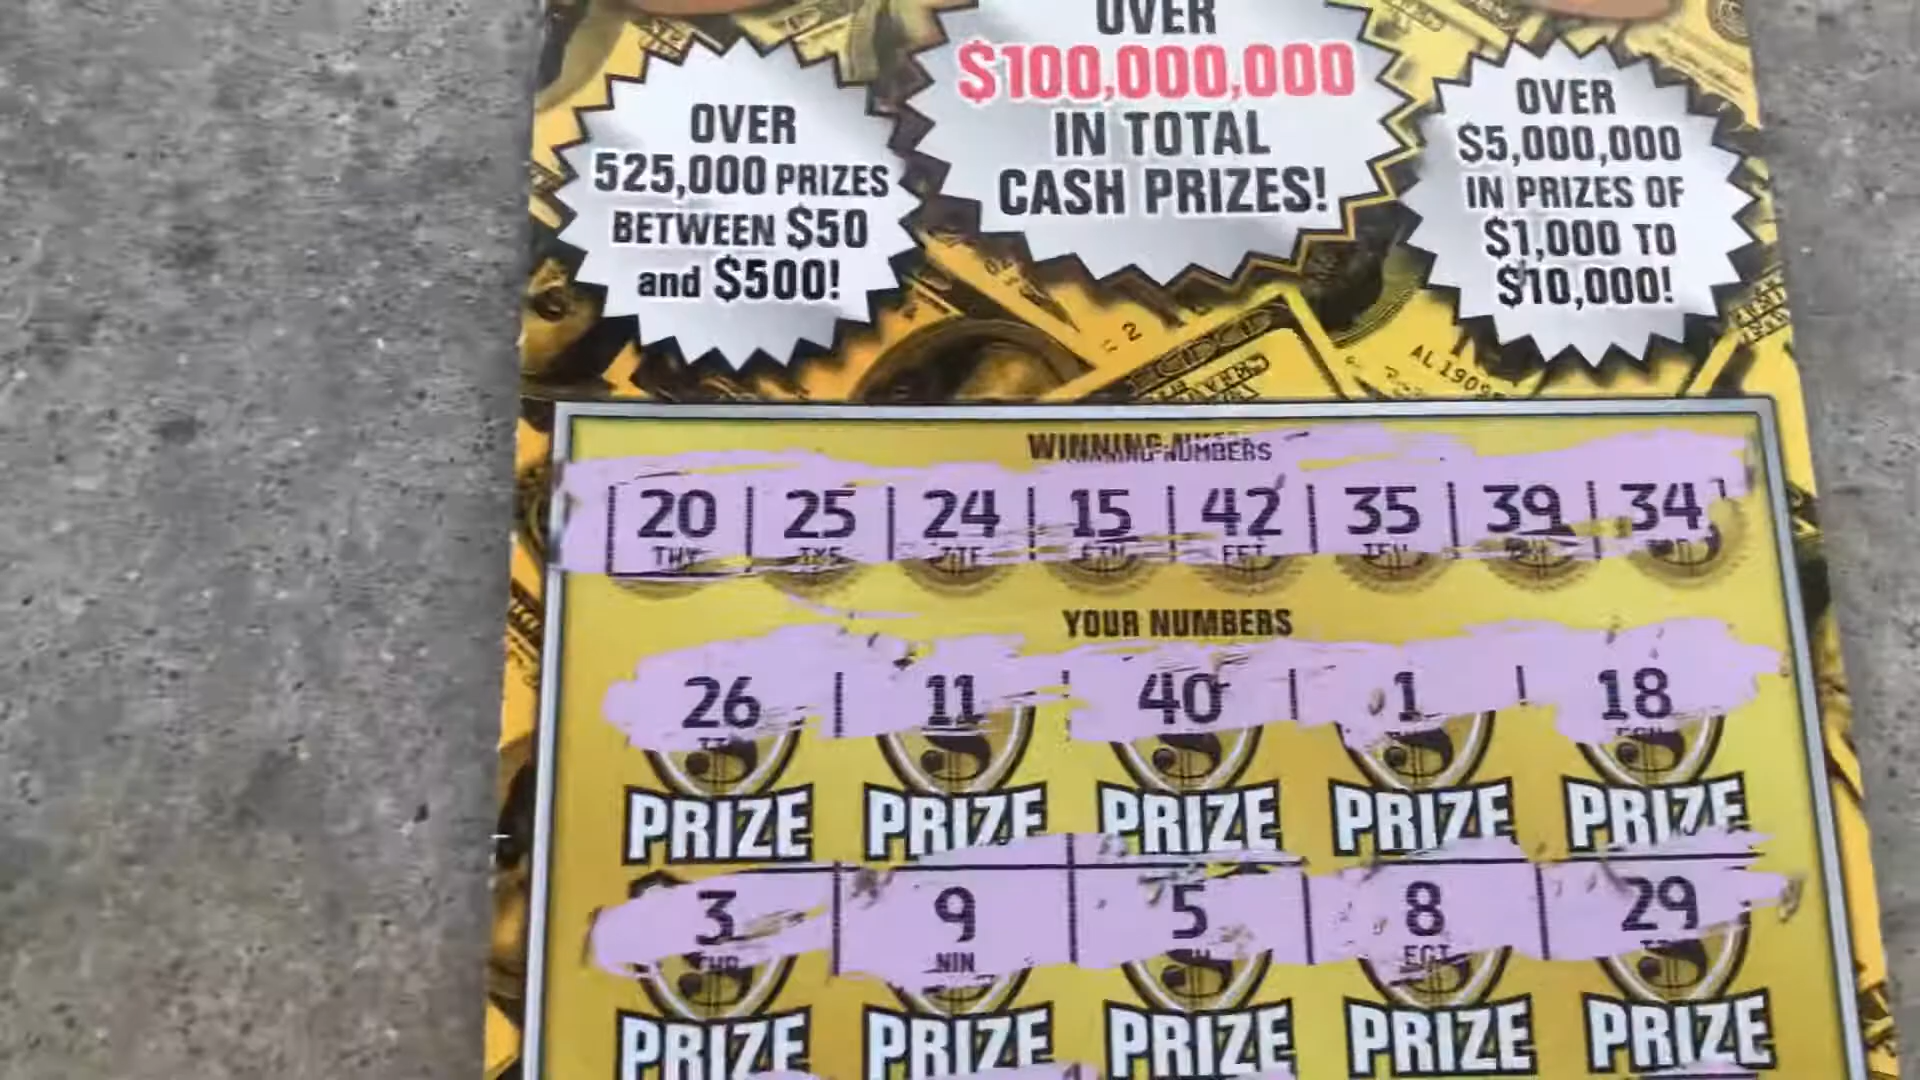 OVER
$100,000,000
IN TOTAL
CASH PRIZES!
OVER
525,000 PRIZES
BETWEEN $50
and $500!
OVER
$5,000,000
IN PRIZES OF
$1,000 TO
$10,000!
WINNING NUMBERS
20 25 24 15 42 35 39 34
YOUR NUMBERS
26 11 40 1 18
PRIZE PRIZE PRIZE PRIZE PRIZE
3 9 5 8 29
NIN EGT
PRIZE PRIZE PRIZE PRIZE PRIZE